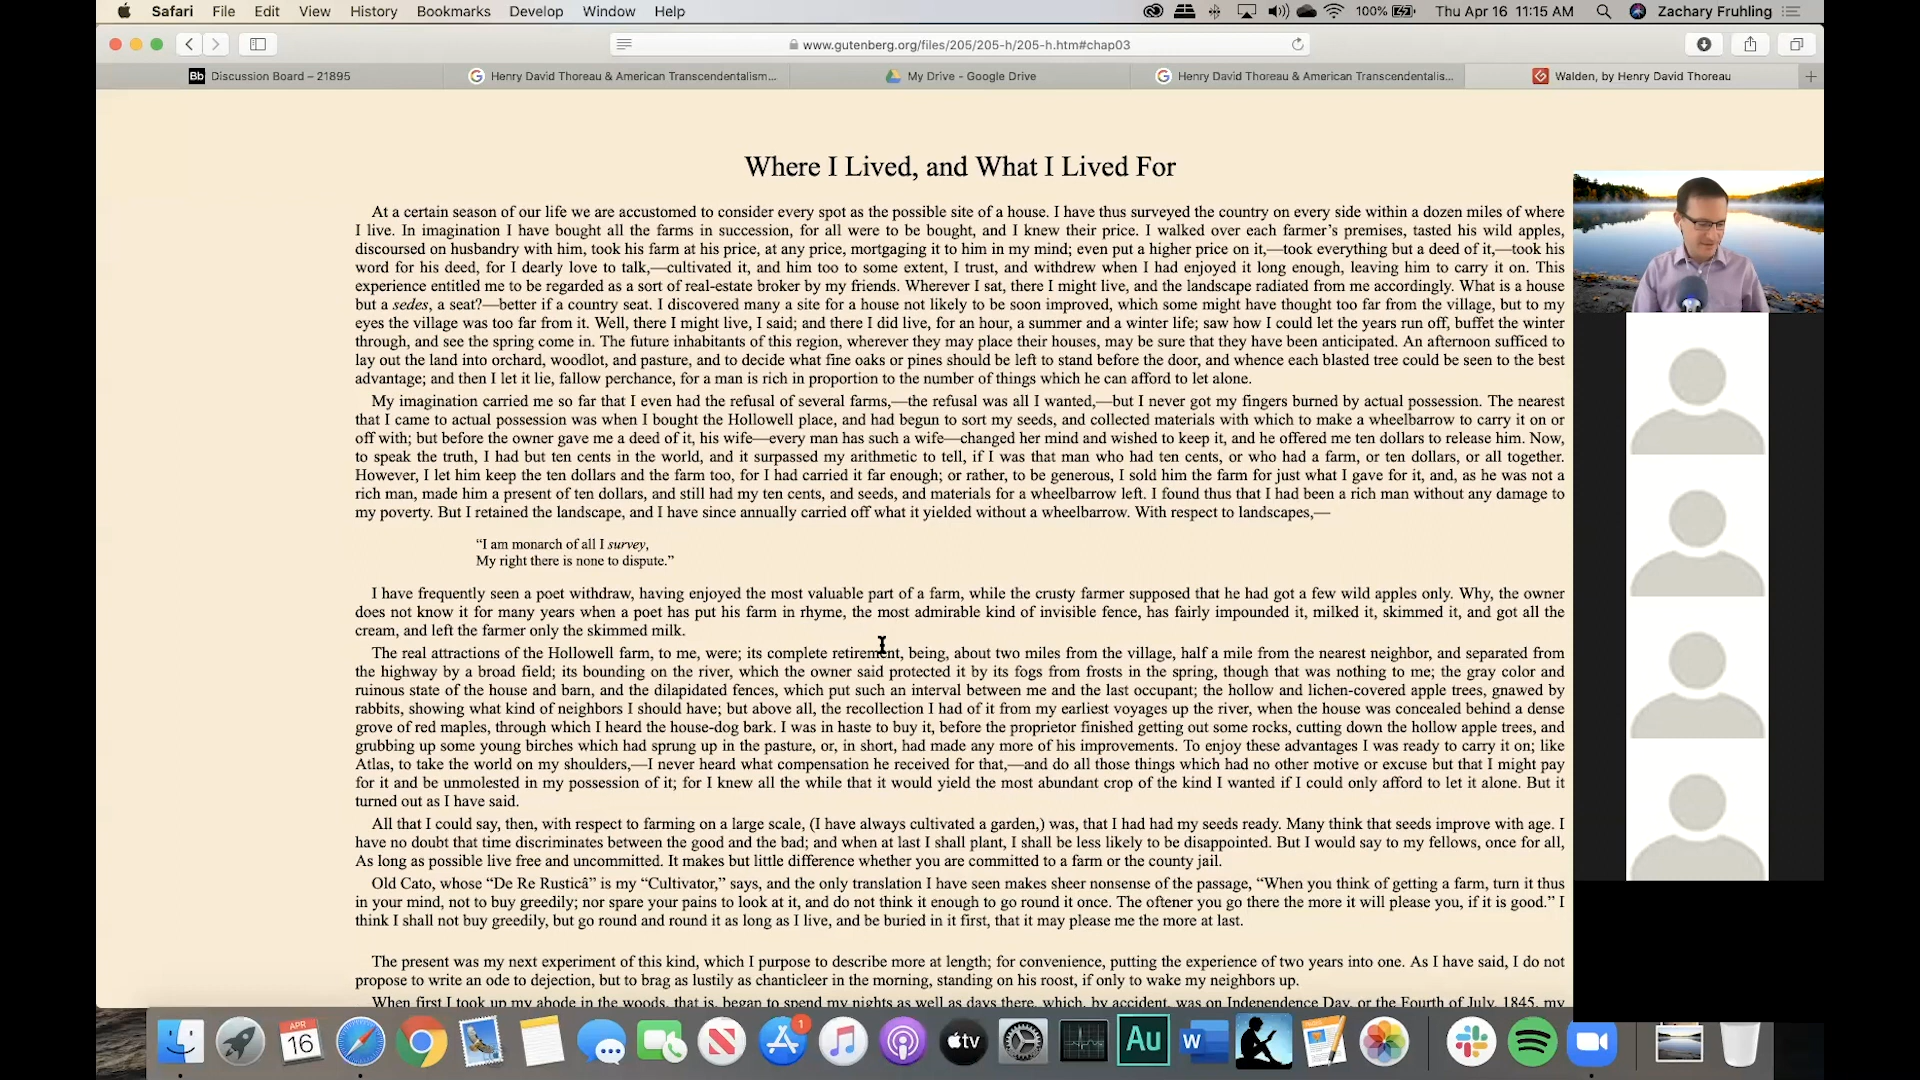 Safari File Edit View History Bookmarks Develop Window Help 100% Thu Apr 16 11:15 AM Zachary Fruhling
www.gutenberg.org/files/205/205-h/205-h.htm#chap03
Bb Discussion Board – 21895 Henry David Thoreau & American Transcendentalism... My Drive - Google Drive Henry David Thoreau & American Transcendentalis... Walden, by Henry David Thoreau
Where I Lived, and What I Lived For
At a certain season of our life we are accustomed to consider every spot as the possible site of a house. I have thus surveyed the country on every side within a dozen miles of where
I live. In imagination I have bought all the farms in succession, for all were to be bought, and I knew their price. I walked over each farmer’s premises, tasted his wild apples,
discoursed on husbandry with him, took his farm at his price, at any price, mortgaging it to him in my mind; even put a higher price on it,—took everything but a deed of it,—took his
word for his deed, for I dearly love to talk,—cultivated it, and him too to some extent, I trust, and withdrew when I had enjoyed it long enough, leaving him to carry it on. This
experience entitled me to be regarded as a sort of real-estate broker by my friends. Wherever I sat, there I might live, and the landscape radiated from me accordingly. What is a house
but a sedes, a seat?—better if a country seat. I discovered many a site for a house not likely to be soon improved, which some might have thought too far from the village, but to my
eyes the village was too far from it. Well, there I might live, I said; and there I did live, for an hour, a summer and a winter life; saw how I could let the years run off, buffet the winter
through, and see the spring come in. The future inhabitants of this region, wherever they may place their houses, may be sure that they have been anticipated. An afternoon sufficed to
lay out the land into orchard, woodlot, and pasture, and to decide what fine oaks or pines should be left to stand before the door, and whence each blasted tree could be seen to the best
advantage; and then I let it lie, fallow perchance, for a man is rich in proportion to the number of things which he can afford to let alone.
My imagination carried me so far that I even had the refusal of several farms,—the refusal was all I wanted,—but I never got my fingers burned by actual possession. The nearest
that I came to actual possession was when I bought the Hollowell place, and had begun to sort my seeds, and collected materials with which to make a wheelbarrow to carry it on or
off with; but before the owner gave me a deed of it, his wife—every man has such a wife—changed her mind and wished to keep it, and he offered me ten dollars to release him. Now,
to speak the truth, I had but ten cents in the world, and it surpassed my arithmetic to tell, if I was that man who had ten cents, or who had a farm, or ten dollars, or all together.
However, I let him keep the ten dollars and the farm too, for I had carried it far enough; or rather, to be generous, I sold him the farm for just what I gave for it, and, as he was not a
rich man, made him a present of ten dollars, and still had my ten cents, and seeds, and materials for a wheelbarrow left. I found thus that I had been a rich man without any damage to
my poverty. But I retained the landscape, and I have since annually carried off what it yielded without a wheelbarrow. With respect to landscapes,—
“I am monarch of all I survey,
My right there is none to dispute.”
I have frequently seen a poet withdraw, having enjoyed the most valuable part of a farm, while the crusty farmer supposed that he had got a few wild apples only. Why, the owner
does not know it for many years when a poet has put his farm in rhyme, the most admirable kind of invisible fence, has fairly impounded it, milked it, skimmed it, and got all the
cream, and left the farmer only the skimmed milk.
The real attractions of the Hollowell farm, to me, were; its complete retirement, being, about two miles from the village, half a mile from the nearest neighbor, and separated from
the highway by a broad field; its bounding on the river, which the owner said protected it by its fogs from frosts in the spring, though that was nothing to me; the gray color and
ruinous state of the house and barn, and the dilapidated fences, which put such an interval between me and the last occupant; the hollow and lichen-covered apple trees, gnawed by
rabbits, showing what kind of neighbors I should have; but above all, the recollection I had of it from my earliest voyages up the river, when the house was concealed behind a dense
grove of red maples, through which I heard the house-dog bark. I was in haste to buy it, before the proprietor finished getting out some rocks, cutting down the hollow apple trees, and
grubbing up some young birches which had sprung up in the pasture, or, in short, had made any more of his improvements. To enjoy these advantages I was ready to carry it on; like
Atlas, to take the world on my shoulders,—I never heard what compensation he received for that,—and do all those things which had no other motive or excuse but that I might pay
for it and be unmolested in my possession of it; for I knew all the while that it would yield the most abundant crop of the kind I wanted if I could only afford to let it alone. But it
turned out as I have said.
All that I could say, then, with respect to farming on a large scale, (I have always cultivated a garden,) was, that I had had my seeds ready. Many think that seeds improve with age. I
have no doubt that time discriminates between the good and the bad; and when at last I shall plant, I shall be less likely to be disappointed. But I would say to my fellows, once for all,
As long as possible live free and uncommitted. It makes but little difference whether you are committed to a farm or the county jail.
Old Cato, whose “De Re Rusticâ” is my “Cultivator,” says, and the only translation I have seen makes sheer nonsense of the passage, “When you think of getting a farm, turn it thus
in your mind, not to buy greedily; nor spare your pains to look at it, and do not think it enough to go round it once. The oftener you go there the more it will please you, if it is good.” I
think I shall not buy greedily, but go round and round it as long as I live, and be buried in it first, that it may please me the more at last.
The present was my next experiment of this kind, which I purpose to describe more at length; for convenience, putting the experience of two years into one. As I have said, I do not
propose to write an ode to dejection, but to brag as lustily as chanticleer in the morning, standing on his roost, if only to wake my neighbors up.
When first I took up my abode in the woods, that is, began to spend my nights as well as days there, which, by accident, was on Independence Day, or the Fourth of July, 1845, my
APR
16
1
tv
Au
W